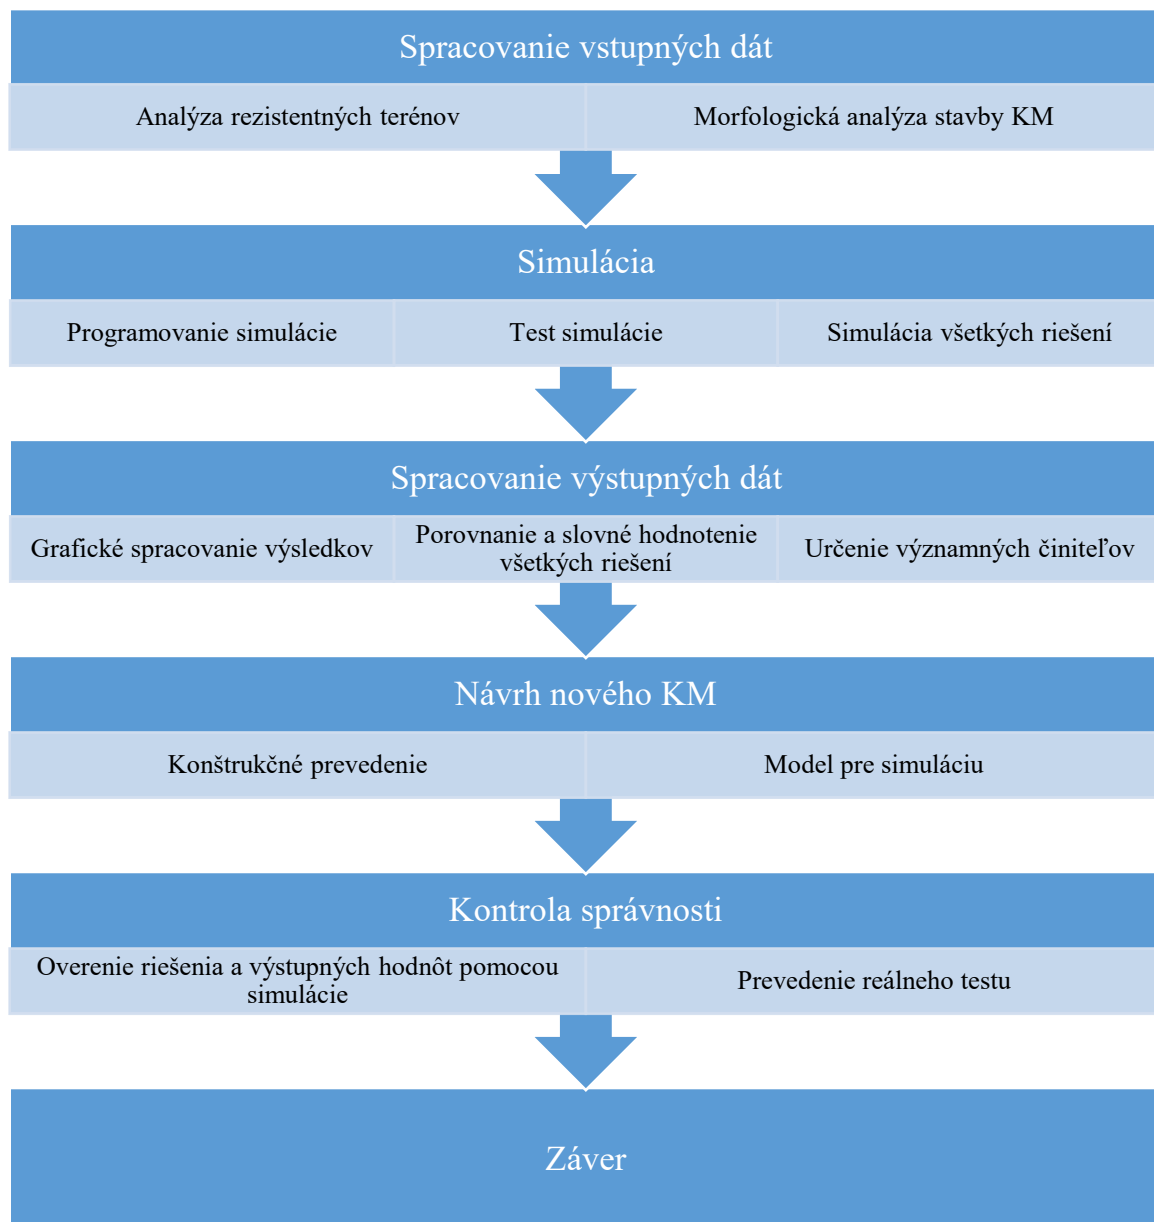 Spracovanie vstupných dát
Analýza rezistentných terénov
Morfologická analýza stavby KM
Simulácia
Programovanie simulácie
Test simulácie
Simulácia všetkých riešení
Spracovanie výstupných dát
Grafické spracovanie výsledkov
Porovnanie a slovné hodnotenie
všetkých riešení
Určenie významných činiteľov
Návrh nového KM
Konštrukčné prevedenie
Model pre simuláciu
Kontrola správnosti
Overenie riešenia a výstupných hodnôt pomocou
simulácie
Prevedenie reálneho testu
Záver